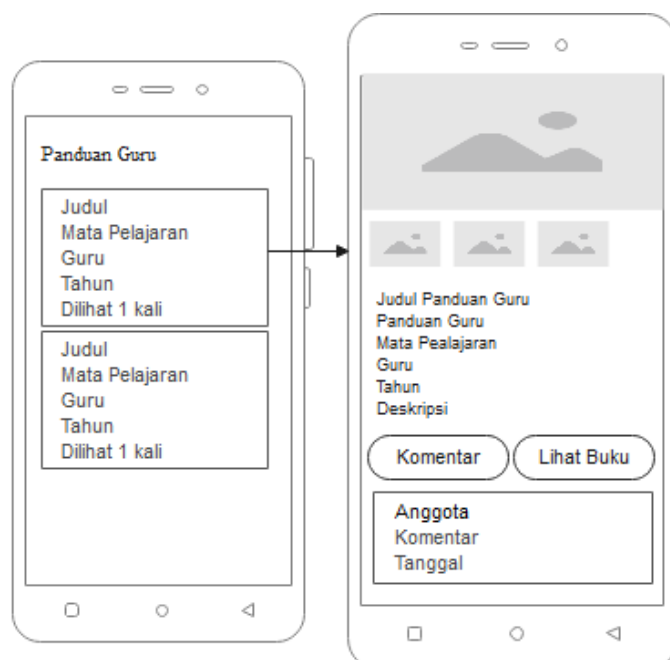 Panduan Guru
Judul
Mata Pelajaran
Guru
Tahun
Dilihat 1 kali
Judul
Mata Pelajaran
Guru
Tahun
Dilihat 1 kali
Judul Panduan Guru
Panduan Guru
Mata Pealajaran
Guru
Tahun
Deskripsi
Komentar
Lihat Buku
Anggota
Komentar
Tanggal